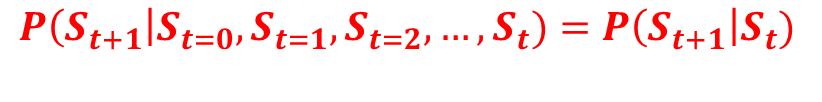 P(S_{t+1}|S_{t=0}, S_{t=1}, S_{t=2}, ..., S_t) = P(S_{t+1}|S_t)